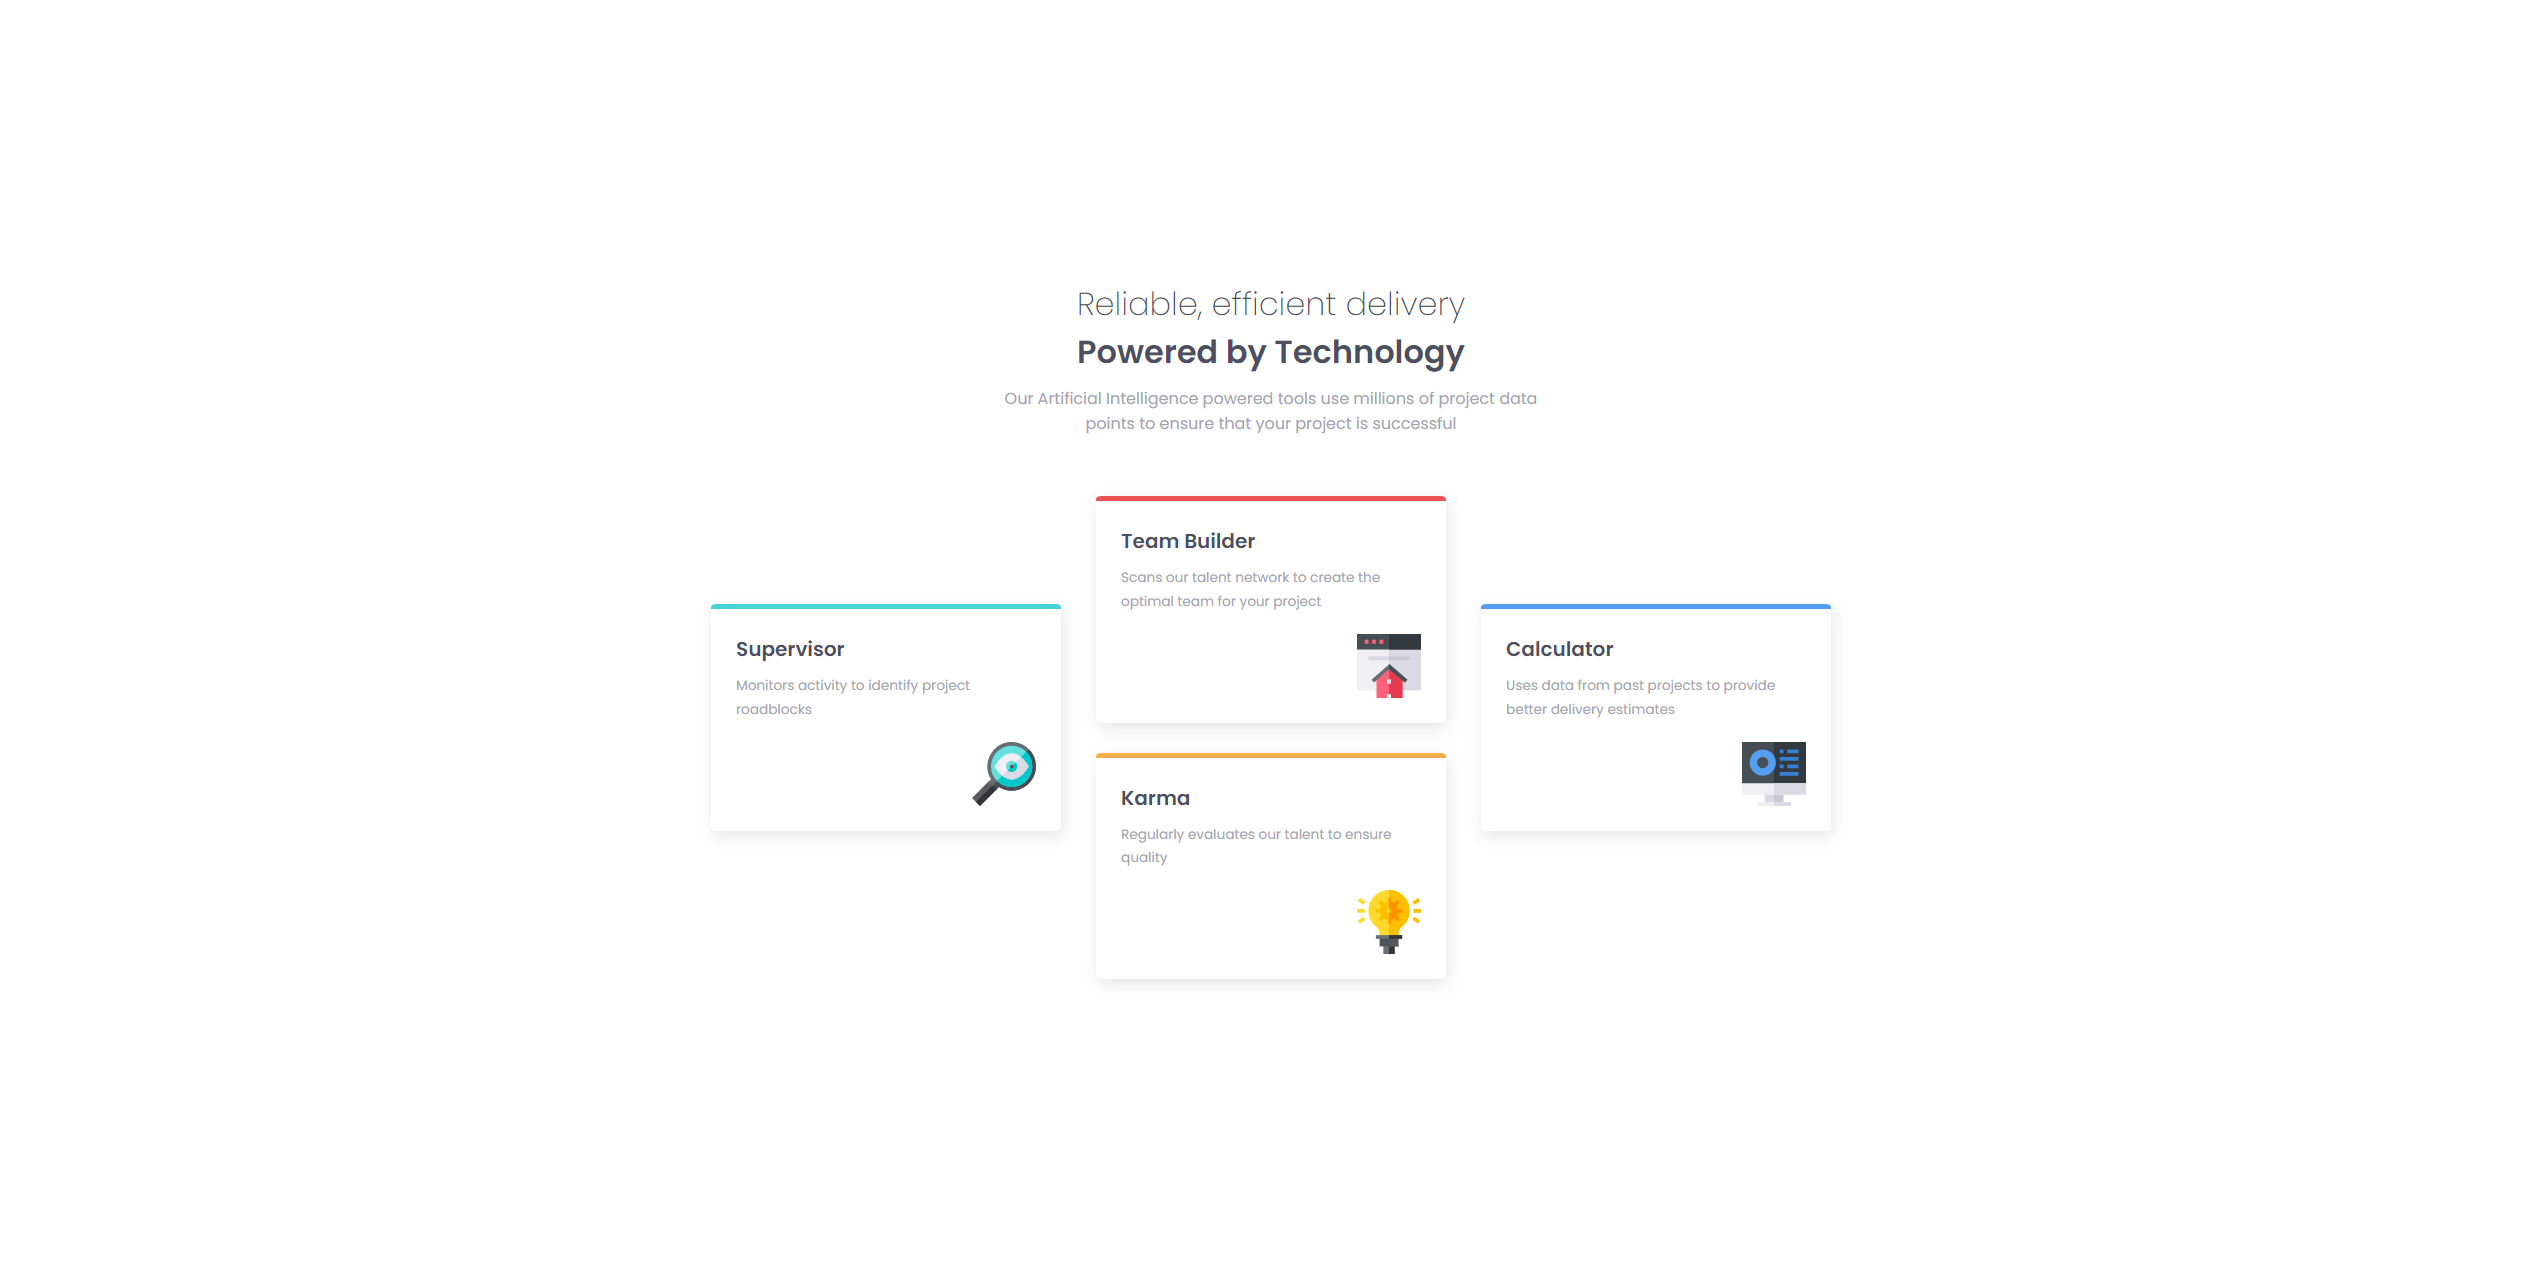 Reliable, efficient delivery
Powered by Technology
Our Artificial Intelligence powered tools use millions of project data
points to ensure that your project is successful
Supervisor
Monitors activity to identify project
roadblocks
Team Builder
Scans our talent network to create the
optimal team for your project
Karma
Regularly evaluates our talent to ensure
quality
Calculator
Uses data from past projects to provide
better delivery estimates